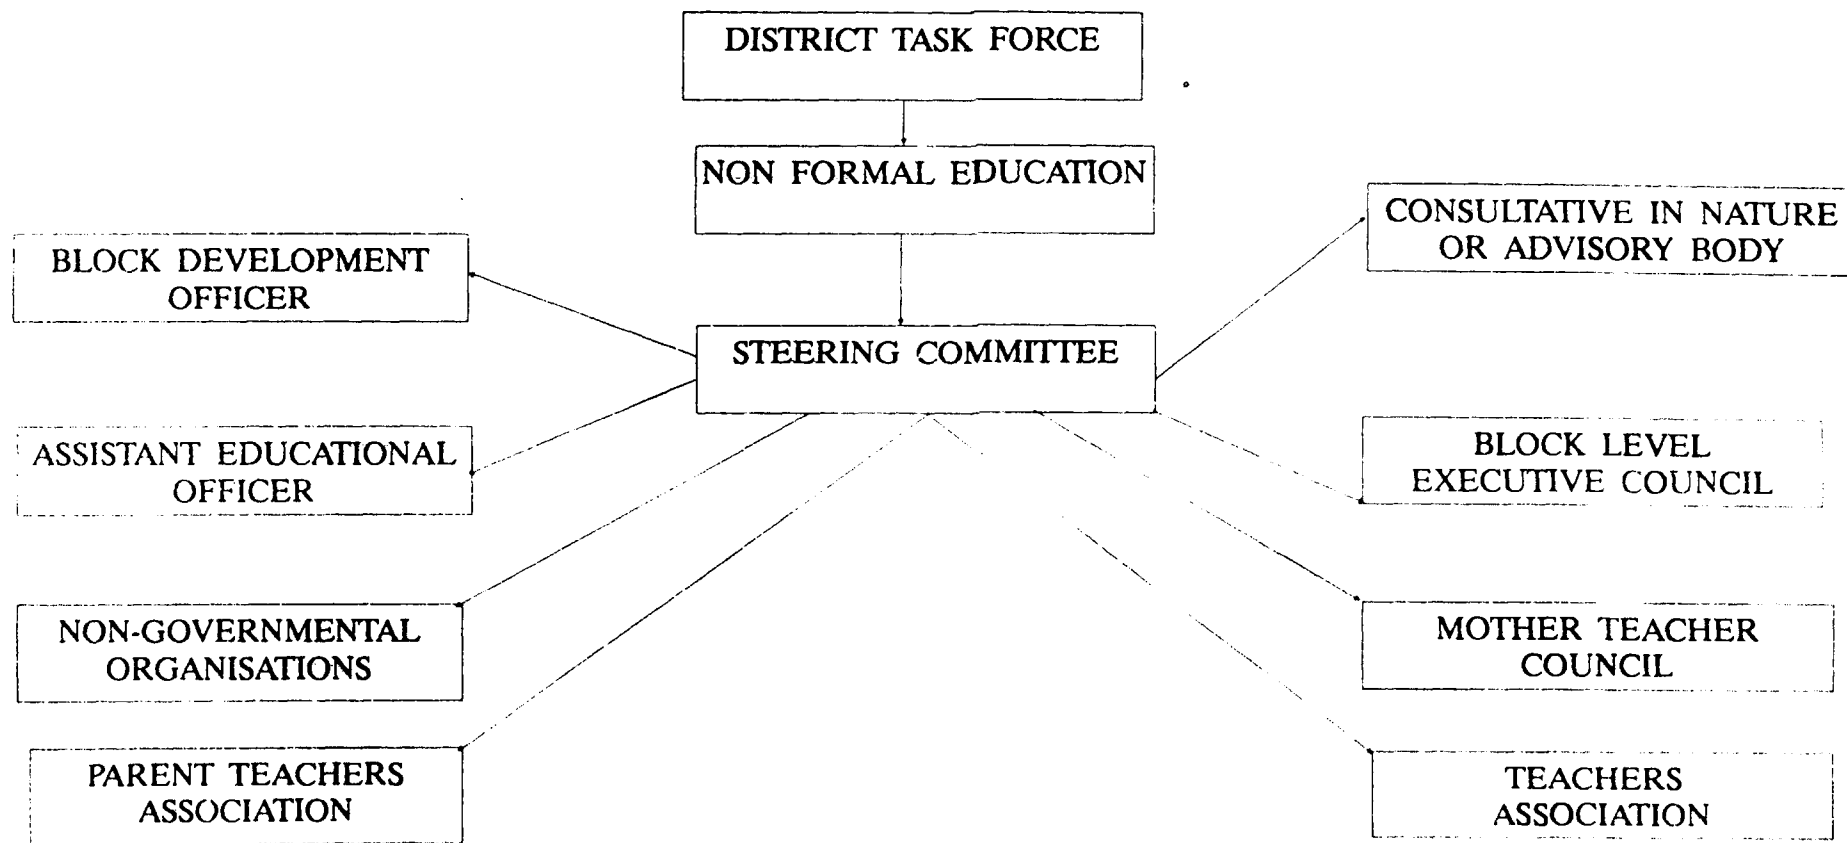 DISTRICT TASK FORCE
NON FORMAL EDUCATION
CONSULTATIVE IN NATURE
OR ADVISORY BODY
BLOCK DEVELOPMENT
OFFICER
STEERING COMMITTEE
ASSISTANT EDUCATIONAL
OFFICER
BLOCK LEVEL
EXECUTIVE COUNCIL
NON-GOVERNMENTAL
ORGANISATIONS
MOTHER TEACHER
COUNCIL
PARENT TEACHERS
ASSOCIATION
TEACHERS
ASSOCIATION